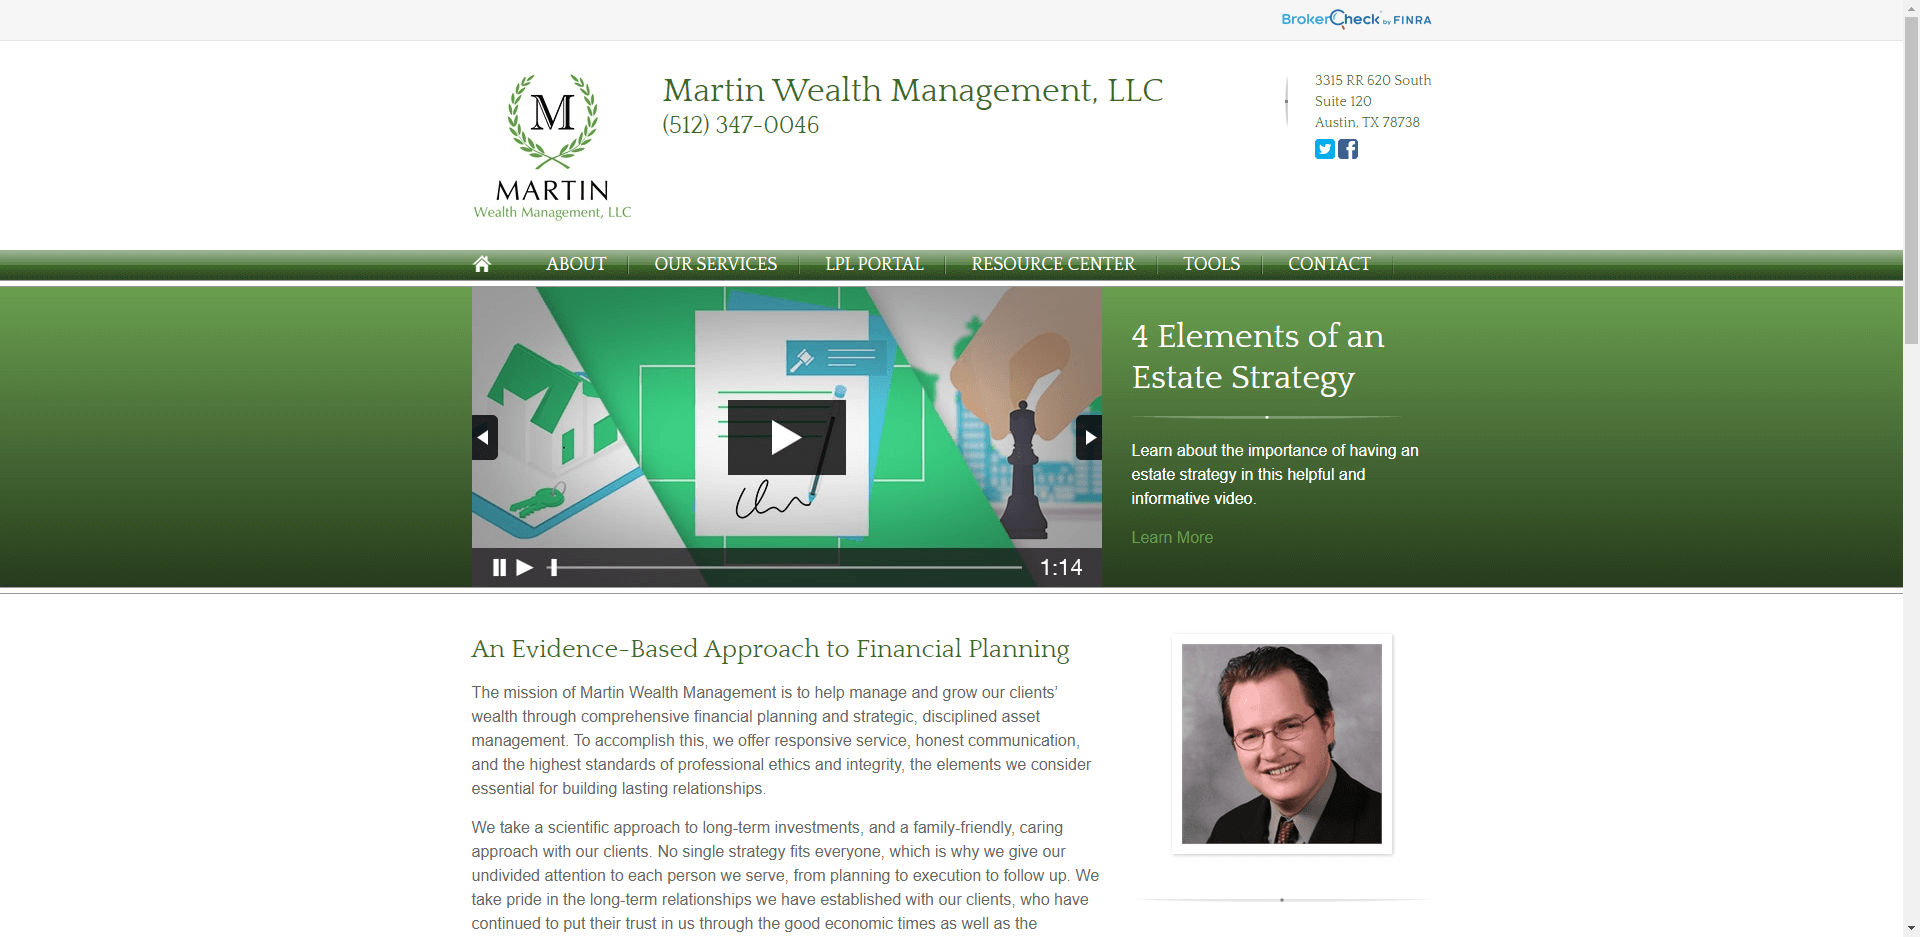 BrokerCheck by FINRA
M
MARTIN
Wealth Management, LLC
Martin Wealth Management, LLC
(512) 347-0046
3315 RR 620 South
Suite 120
Austin, TX 78738
ABOUT
OUR SERVICES
LPL PORTAL
RESOURCE CENTER
TOOLS
CONTACT
1:14
4 Elements of an
Estate Strategy
Learn about the importance of having an
estate strategy in this helpful and
informative video.
Learn More
An Evidence-Based Approach to Financial Planning
The mission of Martin Wealth Management is to help manage and grow our clients’
wealth through comprehensive financial planning and strategic, disciplined asset
management. To accomplish this, we offer responsive service, honest communication,
and the highest standards of professional ethics and integrity, the elements we consider
essential for building lasting relationships.
We take a scientific approach to long-term investments, and a family-friendly, caring
approach with our clients. No single strategy fits everyone, which is why we give our
undivided attention to each person we serve, from planning to execution to follow up. We
take pride in the long-term relationships we have established with our clients, who have
continued to put their trust in us through the good economic times as well as the